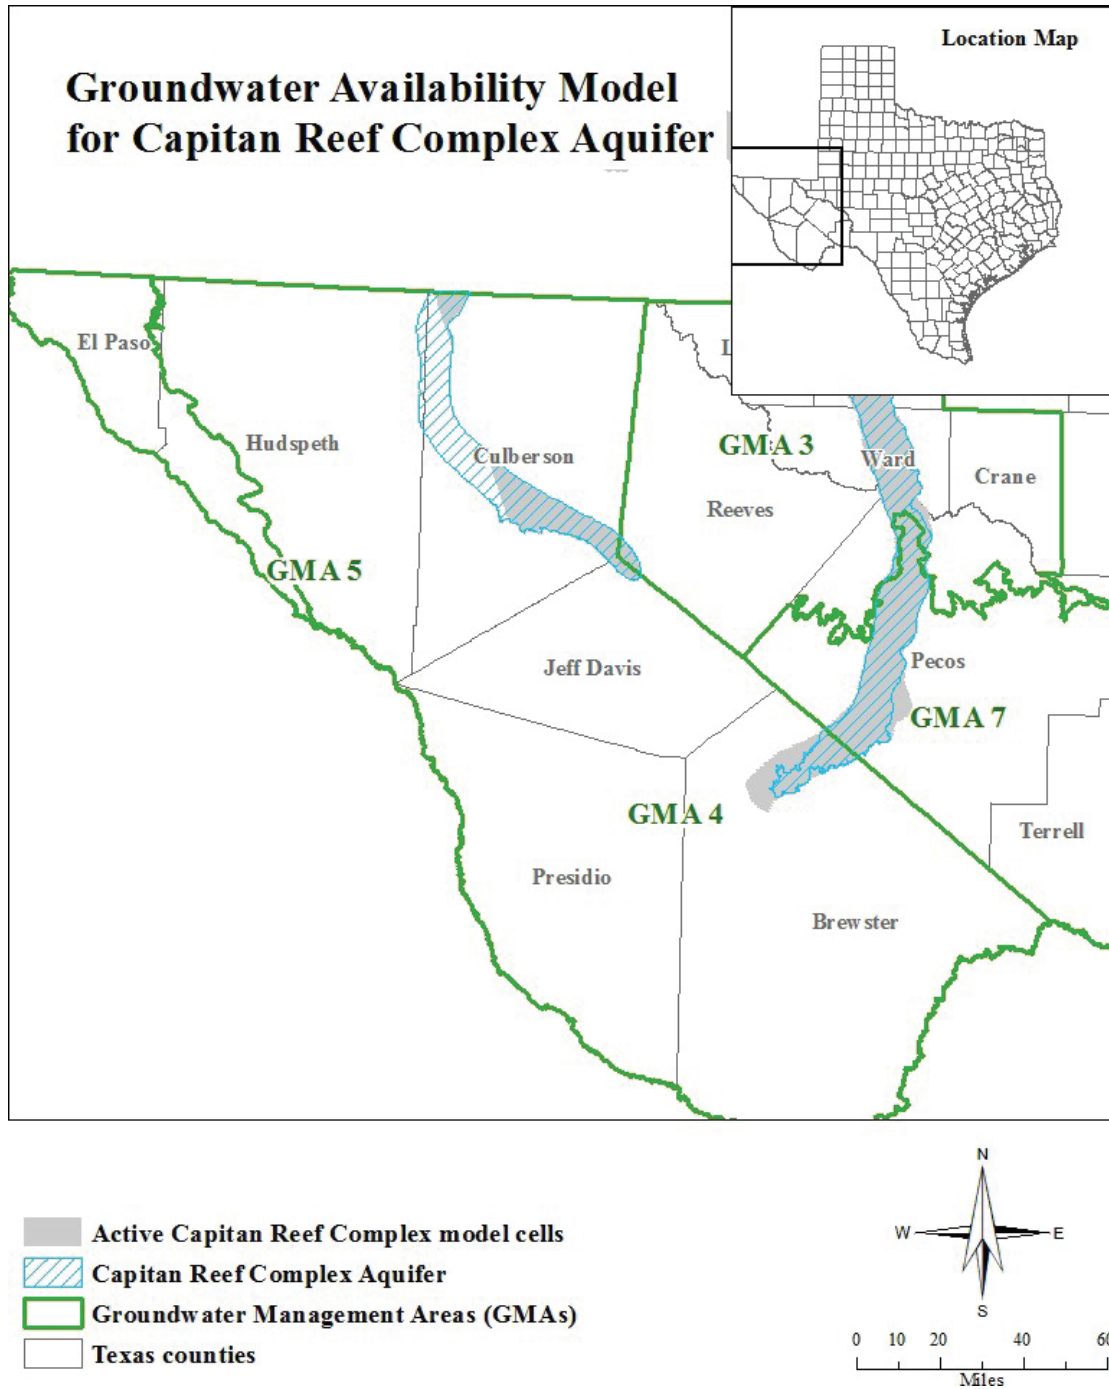 Location Map
Groundwater Availability Model
for Capitan Reef Complex Aquifer
El Paso
Hudspeth
Culberson
GMA 3
Ward
Crane
Reeves
GMA 5
Jeff Davis
Pecos
GMA 7
GMA 4
Terrell
Presidio
Brewster
N
W
E
S
Active Capitan Reef Complex model cells
Capitan Reef Complex Aquifer
Groundwater Management Areas (GMAs)
Texas counties
0 10 20 40 60
Miles